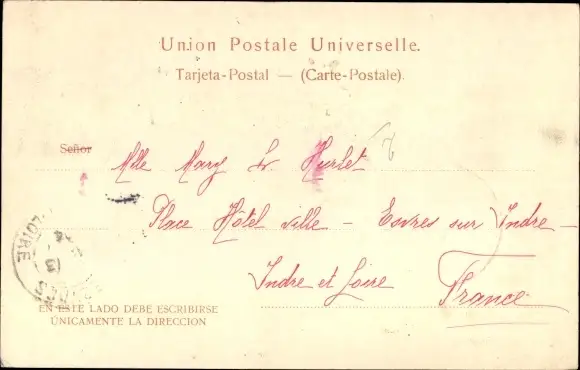 Union Postale Universelle.
Tarjeta-Postal — (Carte-Postale).
Señor
Mlle Mary Hurlet
Place Hôtel ville – Esvres sur Indre –
Indre et Loire France
LOIRE
EN ESTE LADO DEBE ESCRIBIRSE
ÚNICAMENTE LA DIRECCION